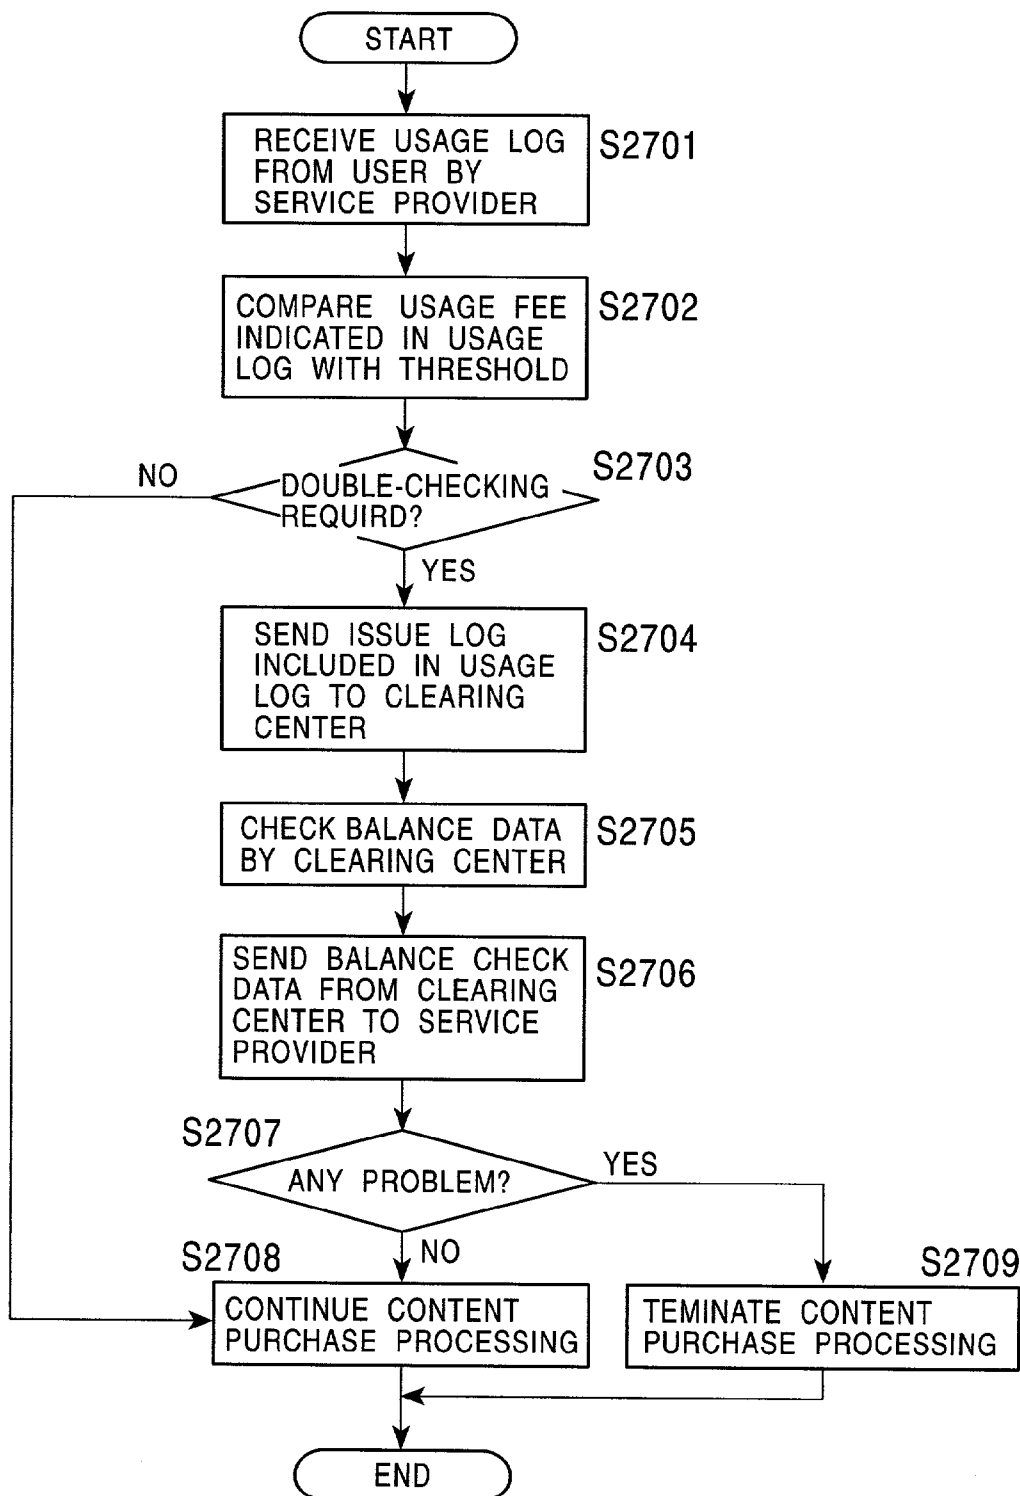 START
RECEIVE USAGE LOG
FROM USER BY
SERVICE PROVIDER
S2701
COMPARE USAGE FEE
INDICATED IN USAGE
LOG WITH THRESHOLD
S2702
S2703
NO
DOUBLE-CHECKING
REQUIRD?
YES
SEND ISSUE LOG
INCLUDED IN USAGE
LOG TO CLEARING
CENTER
S2704
CHECK BALANCE DATA
BY CLEARING CENTER
S2705
SEND BALANCE CHECK
DATA FROM CLEARING
CENTER TO SERVICE
PROVIDER
S2706
S2707
ANY PROBLEM?
YES
NO
S2708
CONTINUE CONTENT
PURCHASE PROCESSING
S2709
TEMINATE CONTENT
PURCHASE PROCESSING
END